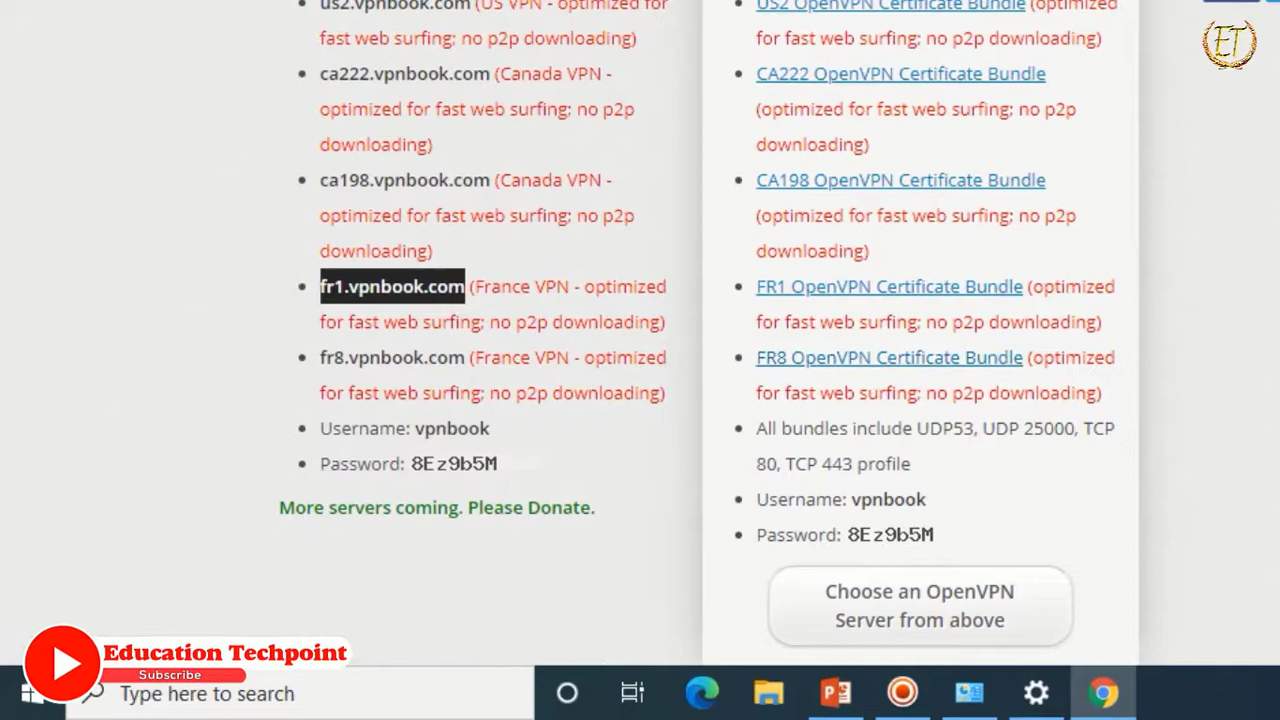 us2.vpnbook.com (US VPN - optimized for
fast web surfing; no p2p downloading)
ca222.vpnbook.com (Canada VPN -
optimized for fast web surfing; no p2p
downloading)
ca198.vpnbook.com (Canada VPN -
optimized for fast web surfing; no p2p
downloading)
fr1.vpnbook.com (France VPN - optimized
for fast web surfing; no p2p downloading)
fr8.vpnbook.com (France VPN - optimized
for fast web surfing; no p2p downloading)
Username: vpnbook
Password: 8Ez9b5M
More servers coming. Please Donate.
US2 OpenVPN Certificate Bundle (optimized
for fast web surfing; no p2p downloading)
CA222 OpenVPN Certificate Bundle
(optimized for fast web surfing; no p2p
downloading)
CA198 OpenVPN Certificate Bundle
(optimized for fast web surfing; no p2p
downloading)
FR1 OpenVPN Certificate Bundle (optimized
for fast web surfing; no p2p downloading)
FR8 OpenVPN Certificate Bundle (optimized
for fast web surfing; no p2p downloading)
All bundles include UDP53, UDP 25000, TCP
80, TCP 443 profile
Username: vpnbook
Password: 8Ez9b5M
Choose an OpenVPN
Server from above
ET
Education Techpoint
Subscribe
Type here to search